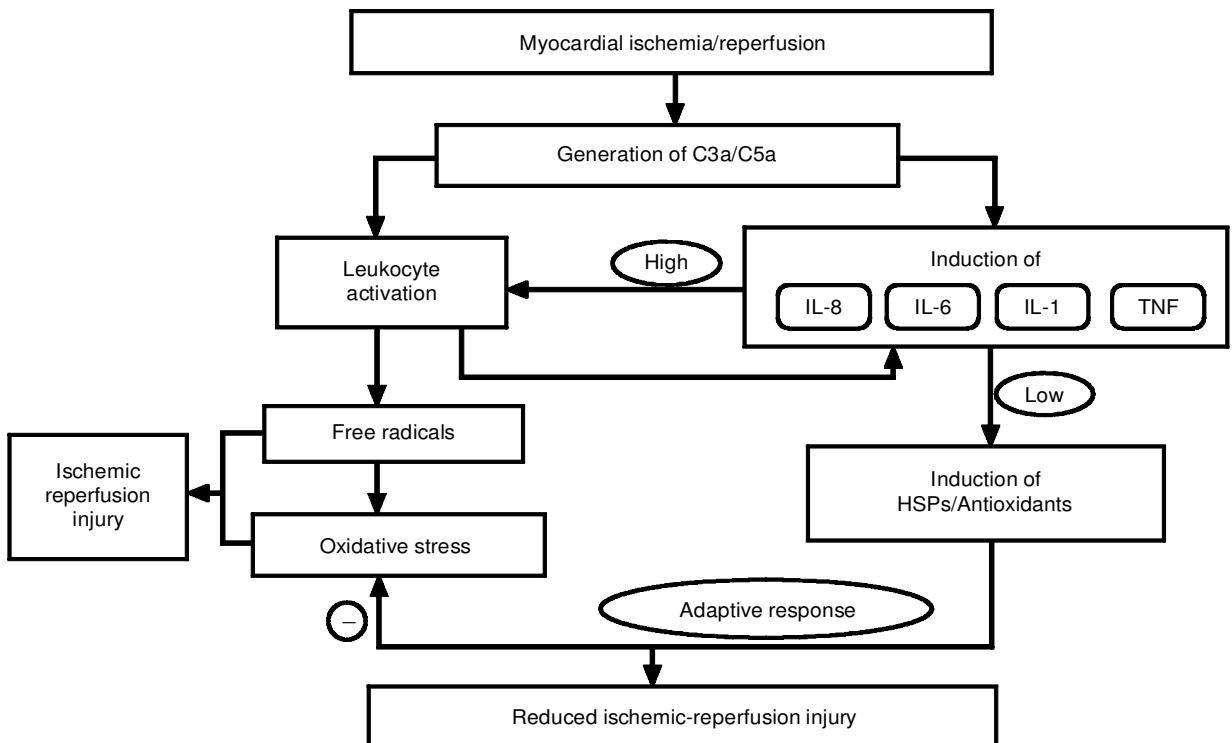 Myocardial ischemia/reperfusion
Generation of C3a/C5a
Leukocyte
activation
High
Induction of
IL-8 IL-6 IL-1 TNF
Low
Free radicals
Ischemic
reperfusion
injury
Induction of
HSPs/Antioxidants
Oxidative stress
–
Adaptive response
Reduced ischemic-reperfusion injury